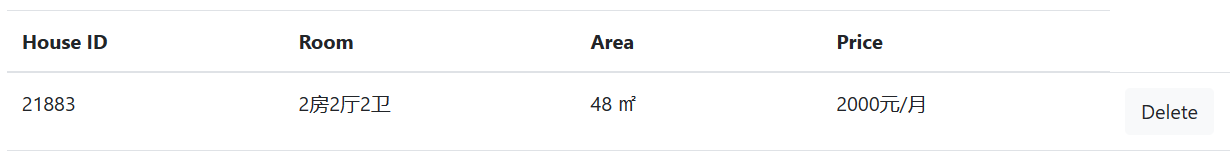 House ID Room Area Price
21883 2房2厅2卫 48 ㎡ 2000元/月 Delete